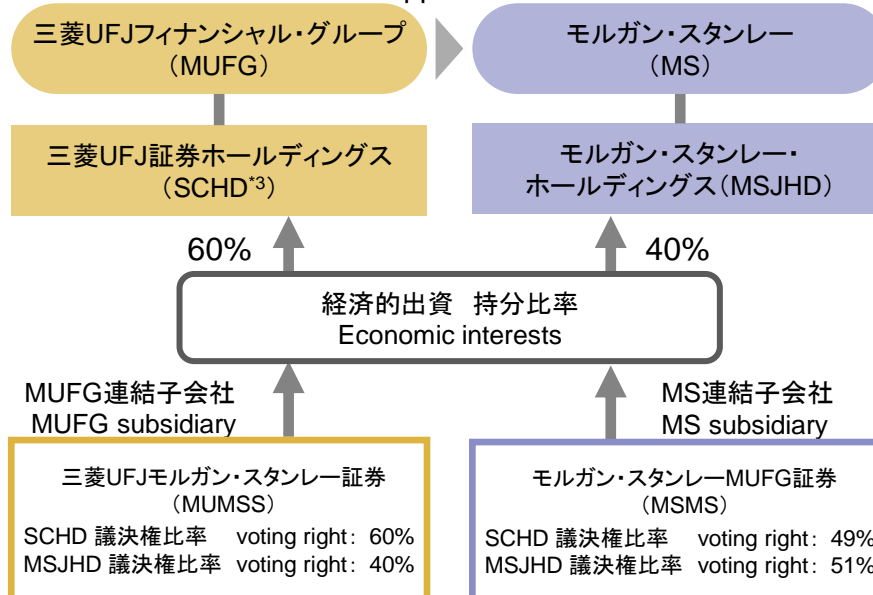 三菱UFJフィナンシャル・グループ
（MUFG）
モルガン・スタンレー
（MS）
三菱UFJ証券ホールディングス
（SCHD*3）
モルガン・スタンレー・
ホールディングス（MSJHD）
60%
40%
経済的出資 持分比率
Economic interests
MUFG連結子会社
MUFG subsidiary
MS連結子会社
MS subsidiary
三菱UFJモルガン・スタンレー証券
（MUMSS）
SCHD 議決権比率 voting right: 60%
MSJHD 議決権比率 voting right: 40%
モルガン・スタンレーMUFG証券
（MSMS）
SCHD 議決権比率 voting right: 49%
MSJHD 議決権比率 voting right: 51%